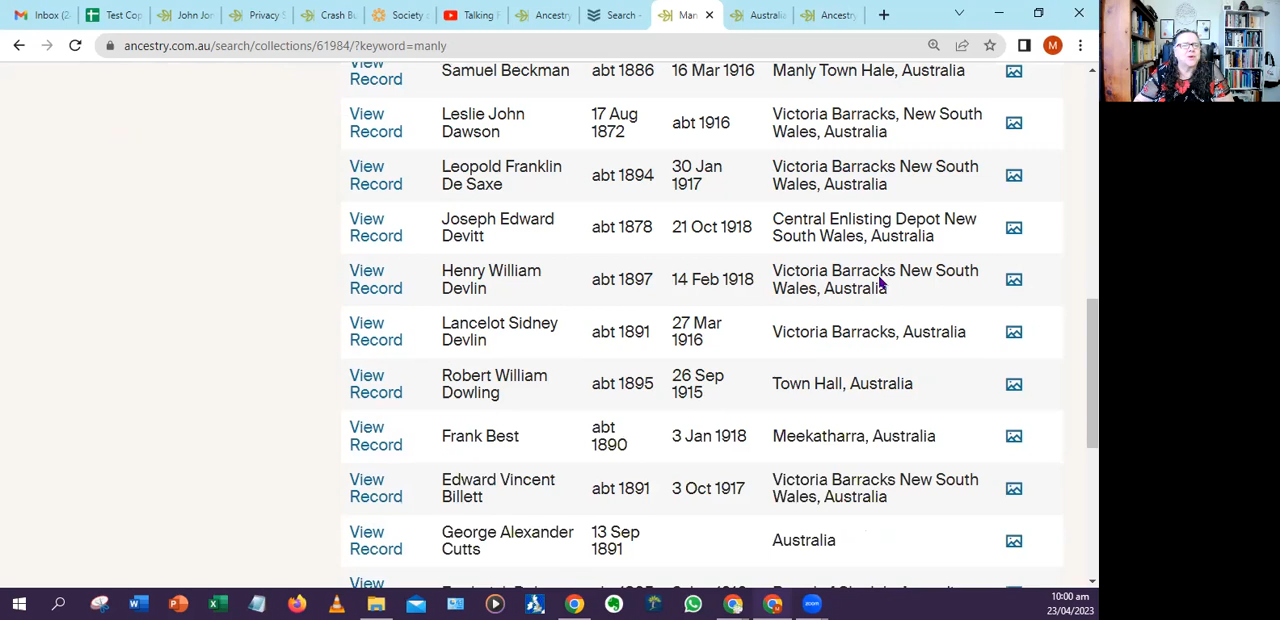 Inbox (2
Test Cop
John Jor
Privacy S
Crash Bu
Society
Talking F
Ancestry
Search -
Man
Australia
Ancestry
ancestry.com.au/search/collections/61984/?keyword=manly
M
View
Record
Samuel Beckman
abt 1886
16 Mar 1916
Manly Town Hale, Australia
View
Record
Leslie John
Dawson
17 Aug
1872
abt 1916
Victoria Barracks, New South
Wales, Australia
View
Record
Leopold Franklin
De Saxe
abt 1894
30 Jan
1917
Victoria Barracks New South
Wales, Australia
View
Record
Joseph Edward
Devitt
abt 1878
21 Oct 1918
Central Enlisting Depot New
South Wales, Australia
View
Record
Henry William
Devlin
abt 1897
14 Feb 1918
Victoria Barracks New South
Wales, Australia
View
Record
Lancelot Sidney
Devlin
abt 1891
27 Mar
1916
Victoria Barracks, Australia
View
Record
Robert William
Dowling
abt 1895
26 Sep
1915
Town Hall, Australia
View
Record
Frank Best
abt
1890
3 Jan 1918
Meekatharra, Australia
View
Record
Edward Vincent
Billett
abt 1891
3 Oct 1917
Victoria Barracks New South
Wales, Australia
View
Record
George Alexander
Cutts
13 Sep
1891
Australia
View
zoom
10:00 am
23/04/2023